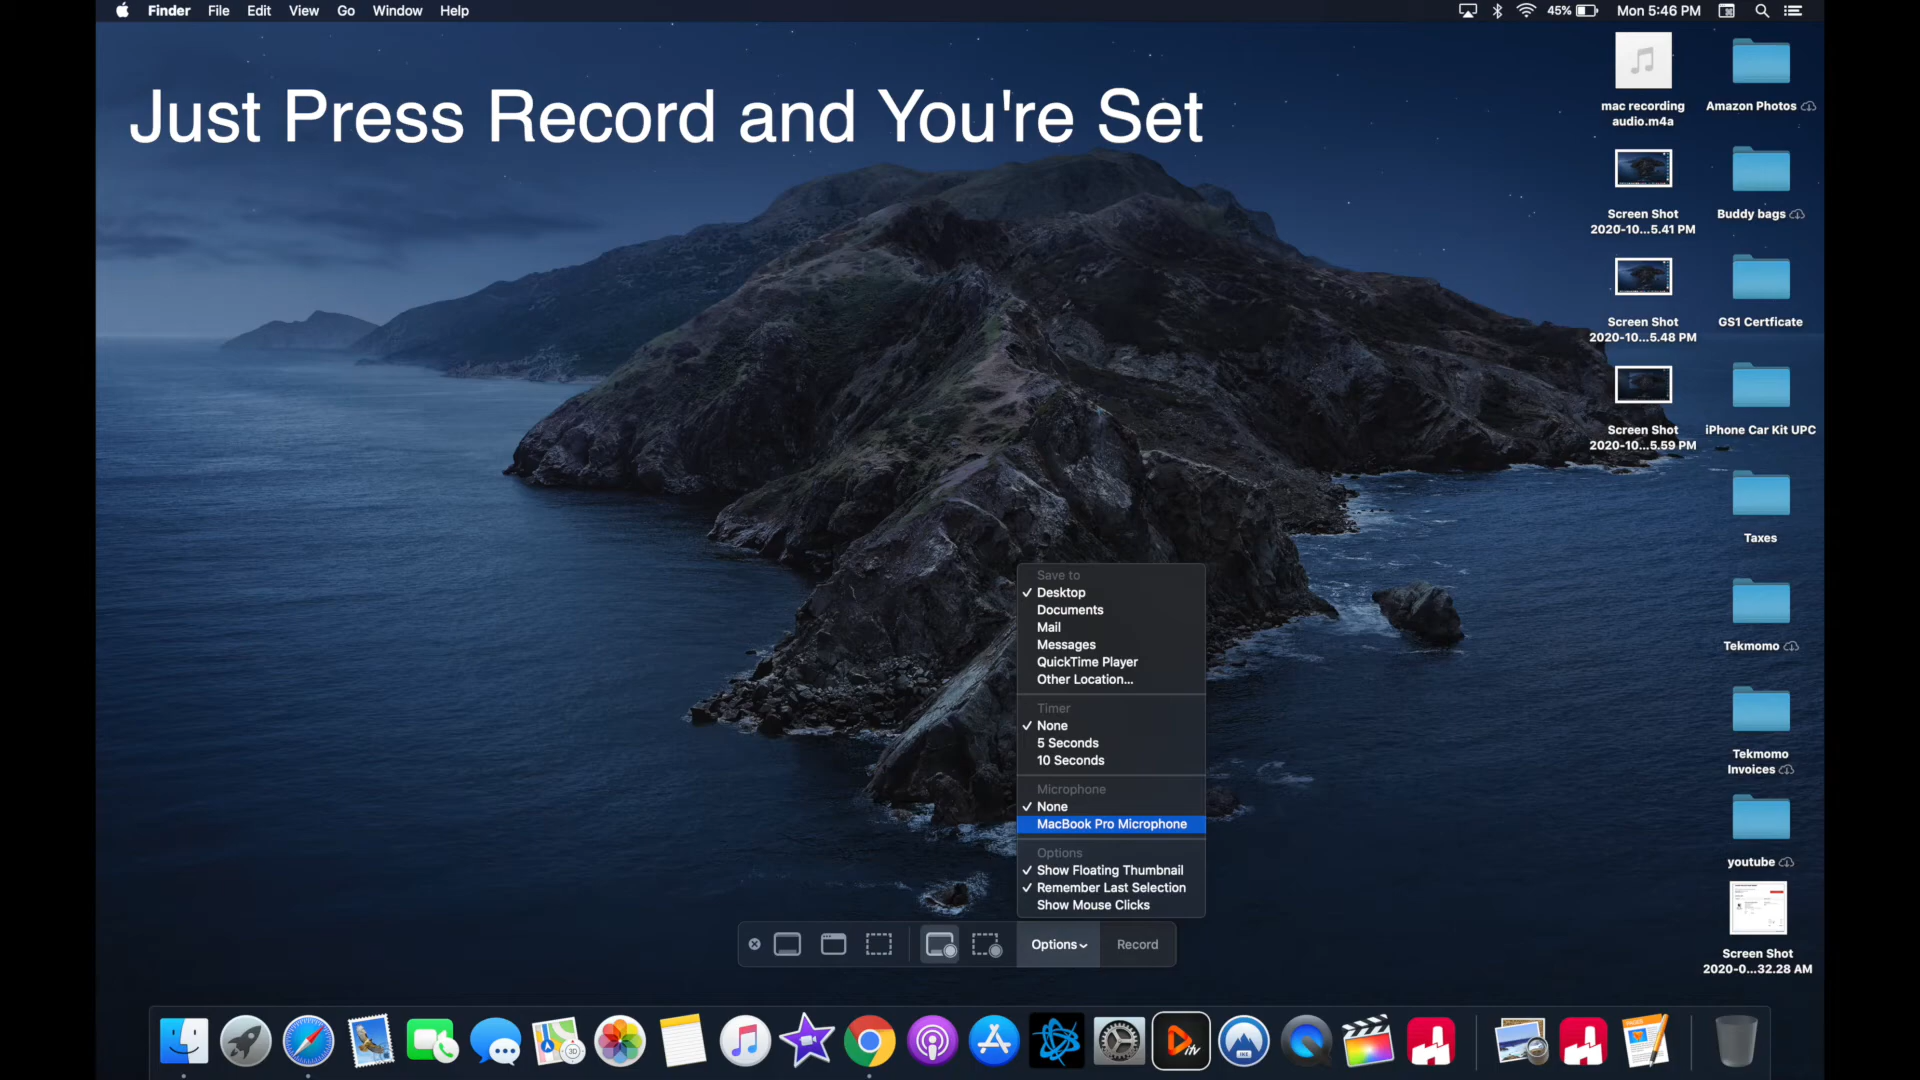 Finder File Edit View Go Window Help
45% Mon 5:46 PM
Just Press Record and You're Set
mac recording
audio.m4a
Amazon Photos
Screen Shot
2020-10...5.41 PM
Buddy bags
Screen Shot
2020-10...5.48 PM
GS1 Certficate
Screen Shot
2020-10...5.59 PM
iPhone Car Kit UPC
Taxes
Tekmomo
Tekmomo
Invoices
youtube
Screen Shot
2020-0...32.28 AM
Save to
✓ Desktop
Documents
Mail
Messages
QuickTime Player
Other Location...
Timer
✓ None
5 Seconds
10 Seconds
Microphone
✓ None
MacBook Pro Microphone
Options
✓ Show Floating Thumbnail
✓ Remember Last Selection
Show Mouse Clicks
Options Record
3D
itv
IKE